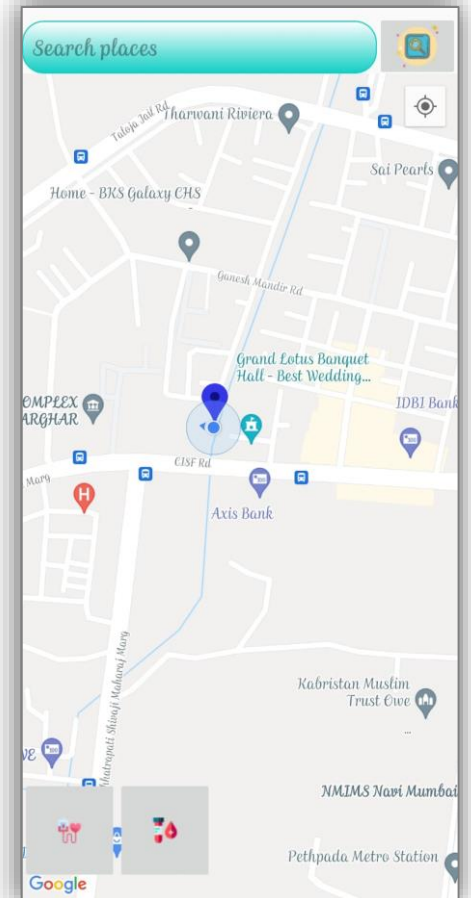 Search places
Taloja Jail Rd
Tharwani Riviera
Sai Pearls
Home - BKS Galaxy CHS
Ganesh Mandir Rd
Grand Lotus Banquet
Hall - Best Wedding...
OMPLEX
ARGHAR
IDBI Bank
CISF Rd
Marg
H
Axis Bank
hhatrapati Shivaji Maharaj Marg
Kabristan Muslim
Trust Owe
...
VE
NMIMS Navi Mumbai
Pethpada Metro Station
Google